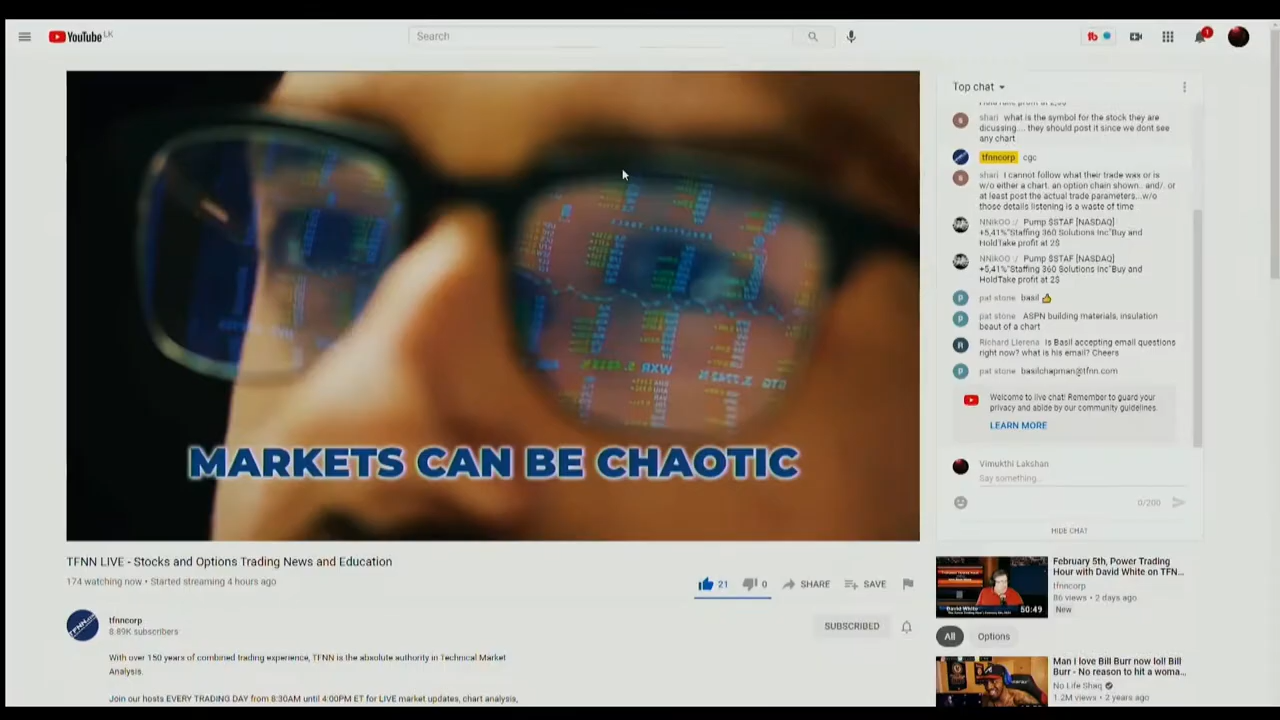 YouTube LK
Search
Top chat
shari what is the symbol for the stock they are
dicussing.... they should post it since we dont see
any chart
tfnncorp cgc
shari I cannot follow what their trade was or is
w/o either a chart. an option chain shown.. and/. or
at least post the actual trade parameters,..w/o
those details listening is a waste of time
NNikOO :/ Pump $STAF [NASDAQ]
+5,41%"Staffing 360 Solutions Inc"Buy and
HoldTake profit at 2$
NNikOO :/ Pump $STAF [NASDAQ]
+5,41%"Staffing 360 Solutions Inc"Buy and
HoldTake profit at 2$
pat stone basil 👍
pat stone ASPN building materials, insulation
beaut of a chart
Richard Llerena Is Basil accepting email questions
right now? what is his email? Cheers
pat stone basilchapman@tfnn.com
Welcome to live chat! Remember to guard your
privacy and abide by our community guidelines.
LEARN MORE
Vimukthi Lakshan
Say something...
0/200
HIDE CHAT
MARKETS CAN BE CHAOTIC
TFNN LIVE - Stocks and Options Trading News and Education
174 watching now • Started streaming 4 hours ago
21 0 SHARE SAVE
tfnncorp
8.89K subscribers
SUBSCRIBED
With over 150 years of combined trading experience, TFNN is the absolute authority in Technical Market
Analysis.
Join our hosts EVERY TRADING DAY from 8:30AM until 4:00PM ET for LIVE market updates, chart analysis,
February 5th, Power Trading
Hour with David White on TFN...
tfnncorp
86 views • 2 days ago
New
David White
50:49
All Options
Man i love Bill Burr now lol! Bill
Burr - No reason to hit a woma...
No Life Shaq
1.2M views • 2 years ago